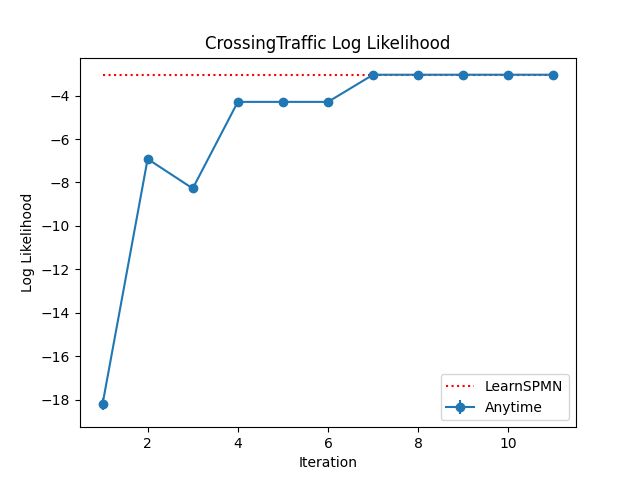 CrossingTraffic Log Likelihood
Log Likelihood
−4
−6
−8
−10
−12
−14
−16
−18
LearnSPMN
Anytime
2 4 6 8 10
Iteration